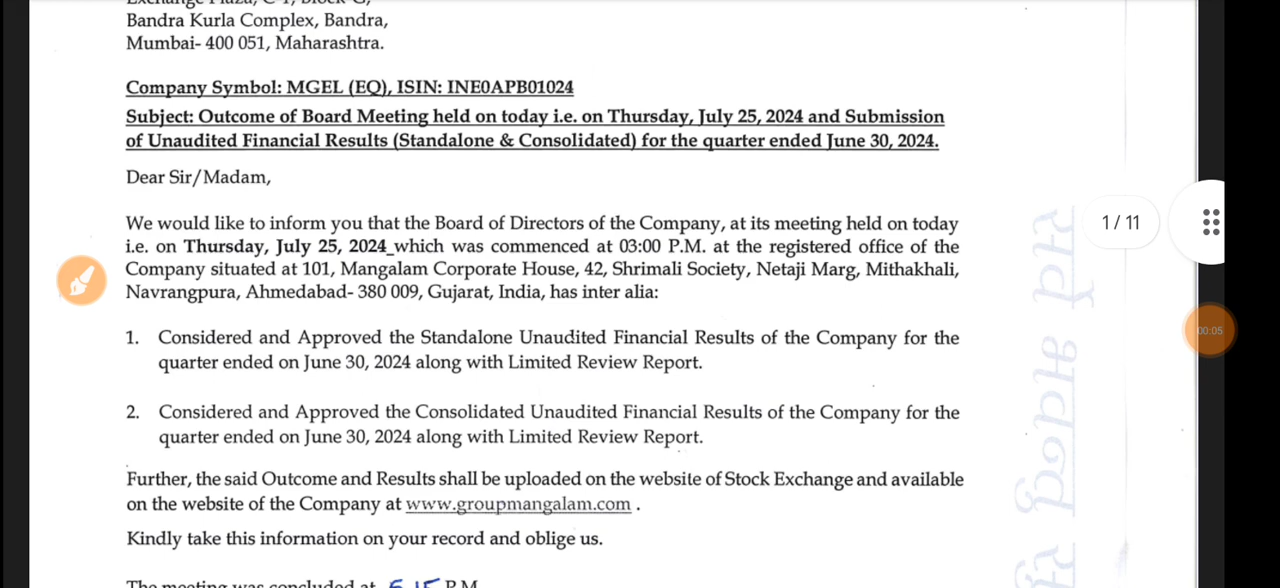 Bandra Kurla Complex, Bandra,
Mumbai- 400 051, Maharashtra.
Company Symbol: MGEL (EQ), ISIN: INE0APB01024
Subject: Outcome of Board Meeting held on today i.e. on Thursday, July 25, 2024 and Submission
of Unaudited Financial Results (Standalone & Consolidated) for the quarter ended June 30, 2024.
Dear Sir/Madam,
We would like to inform you that the Board of Directors of the Company, at its meeting held on today
i.e. on Thursday, July 25, 2024 which was commenced at 03:00 P.M. at the registered office of the
Company situated at 101, Mangalam Corporate House, 42, Shrimali Society, Netaji Marg, Mithakhali,
Navrangpura, Ahmedabad- 380 009, Gujarat, India, has inter alia:
1. Considered and Approved the Standalone Unaudited Financial Results of the Company for the
quarter ended on June 30, 2024 along with Limited Review Report.
2. Considered and Approved the Consolidated Unaudited Financial Results of the Company for the
quarter ended on June 30, 2024 along with Limited Review Report.
Further, the said Outcome and Results shall be uploaded on the website of Stock Exchange and available
on the website of the Company at www.groupmangalam.com .
Kindly take this information on your record and oblige us.
The meeting was concluded at P.M.
1 / 11
00:05